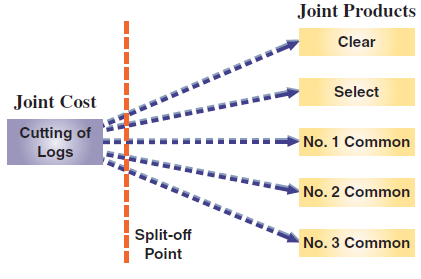 Joint Products
Clear
Select
Joint Cost
Cutting of
Logs
No. 1 Common
No. 2 Common
No. 3 Common
Split-off
Point